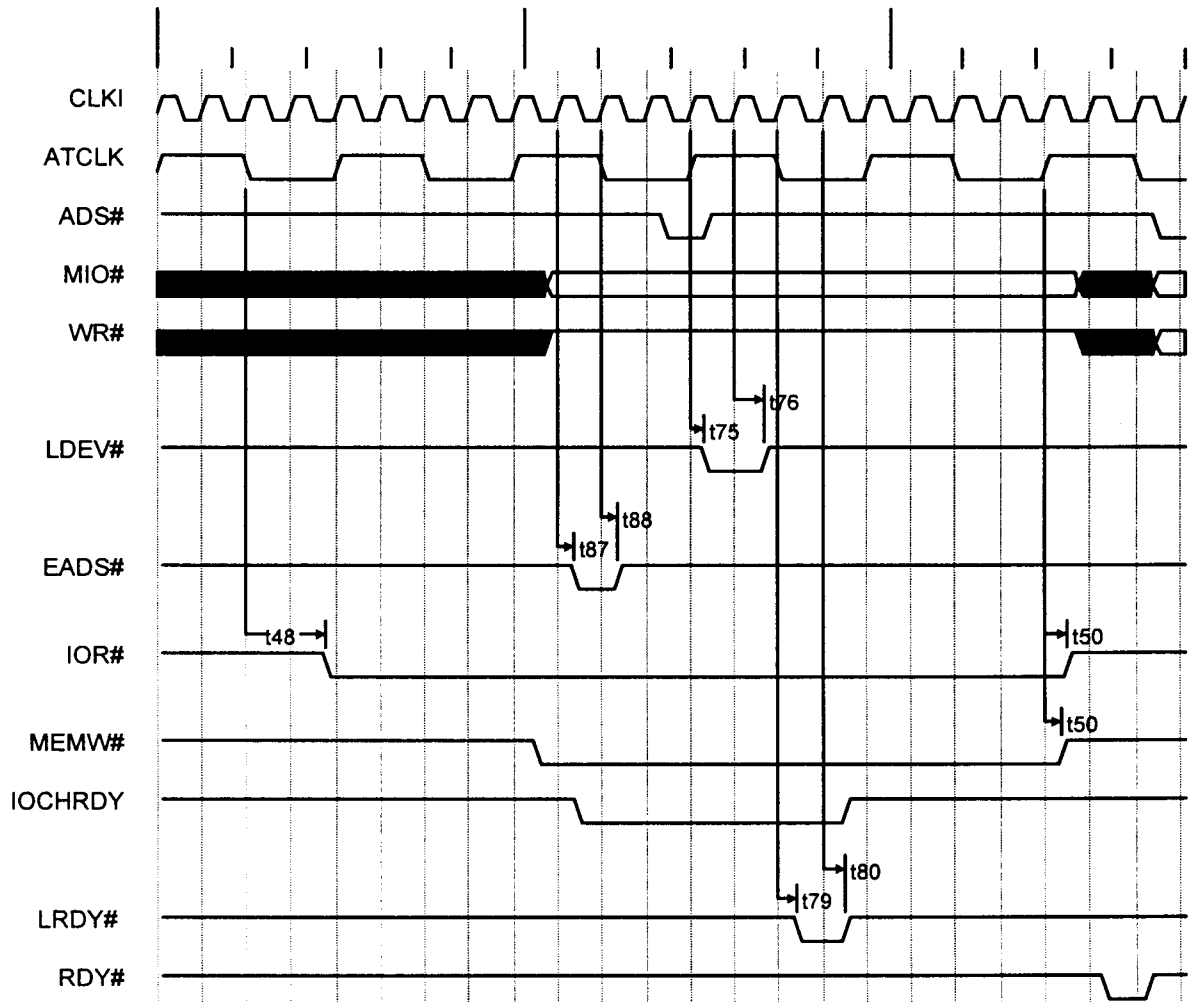 CLKI
ATCLK
ADS#
MIO#
WR#
t76
t75
LDEV#
t88
t87
EADS#
t48
t50
IOR#
t50
MEMW#
IOCHRDY
t80
t79
LRDY#
RDY#